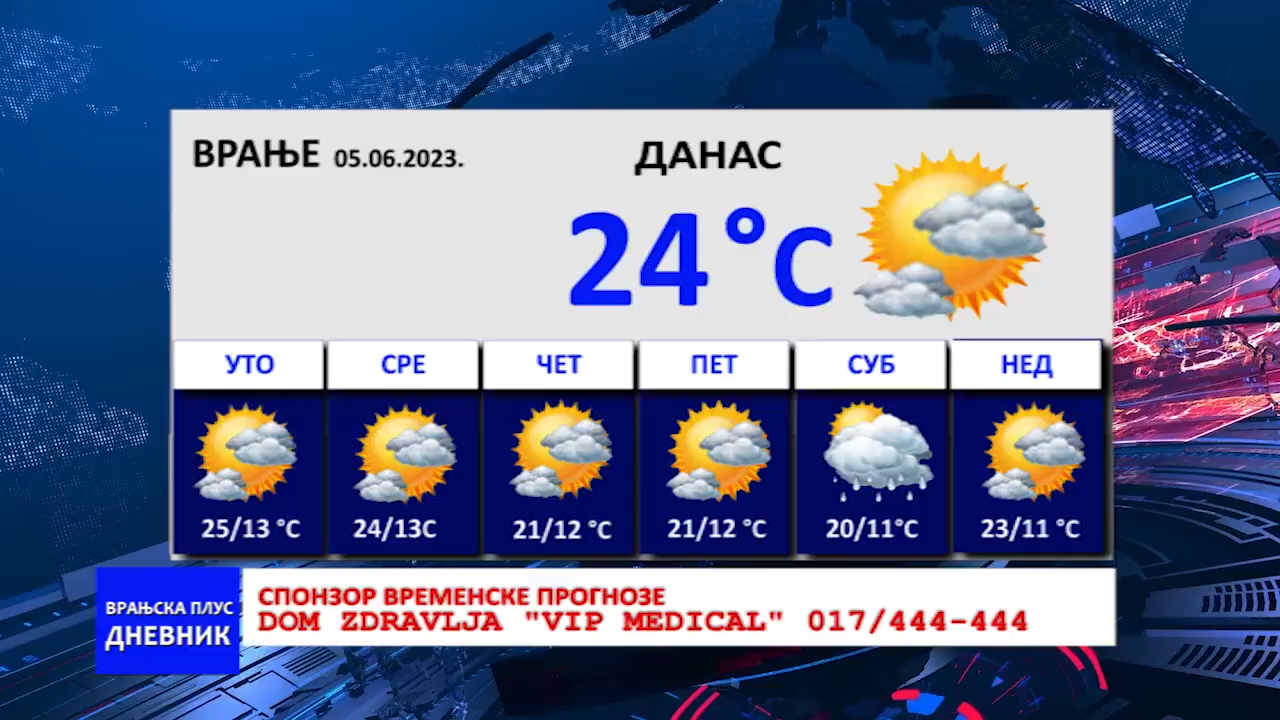 ВРАЊЕ 05.06.2023.
ДАНАС
24°C
УТО СРЕ ЧЕТ ПЕТ СУБ НЕД
25/13 °C 24/13C 21/12 °C 21/12 °C 20/11°C 23/11 °C
ВРАЊСКА ПЛУС
ДНЕВНИК
СПОНЗОР ВРЕМЕНСКЕ ПРОГНОЗЕ
DOM ZDRAVLJA "VIP MEDICAL" 017/444-444